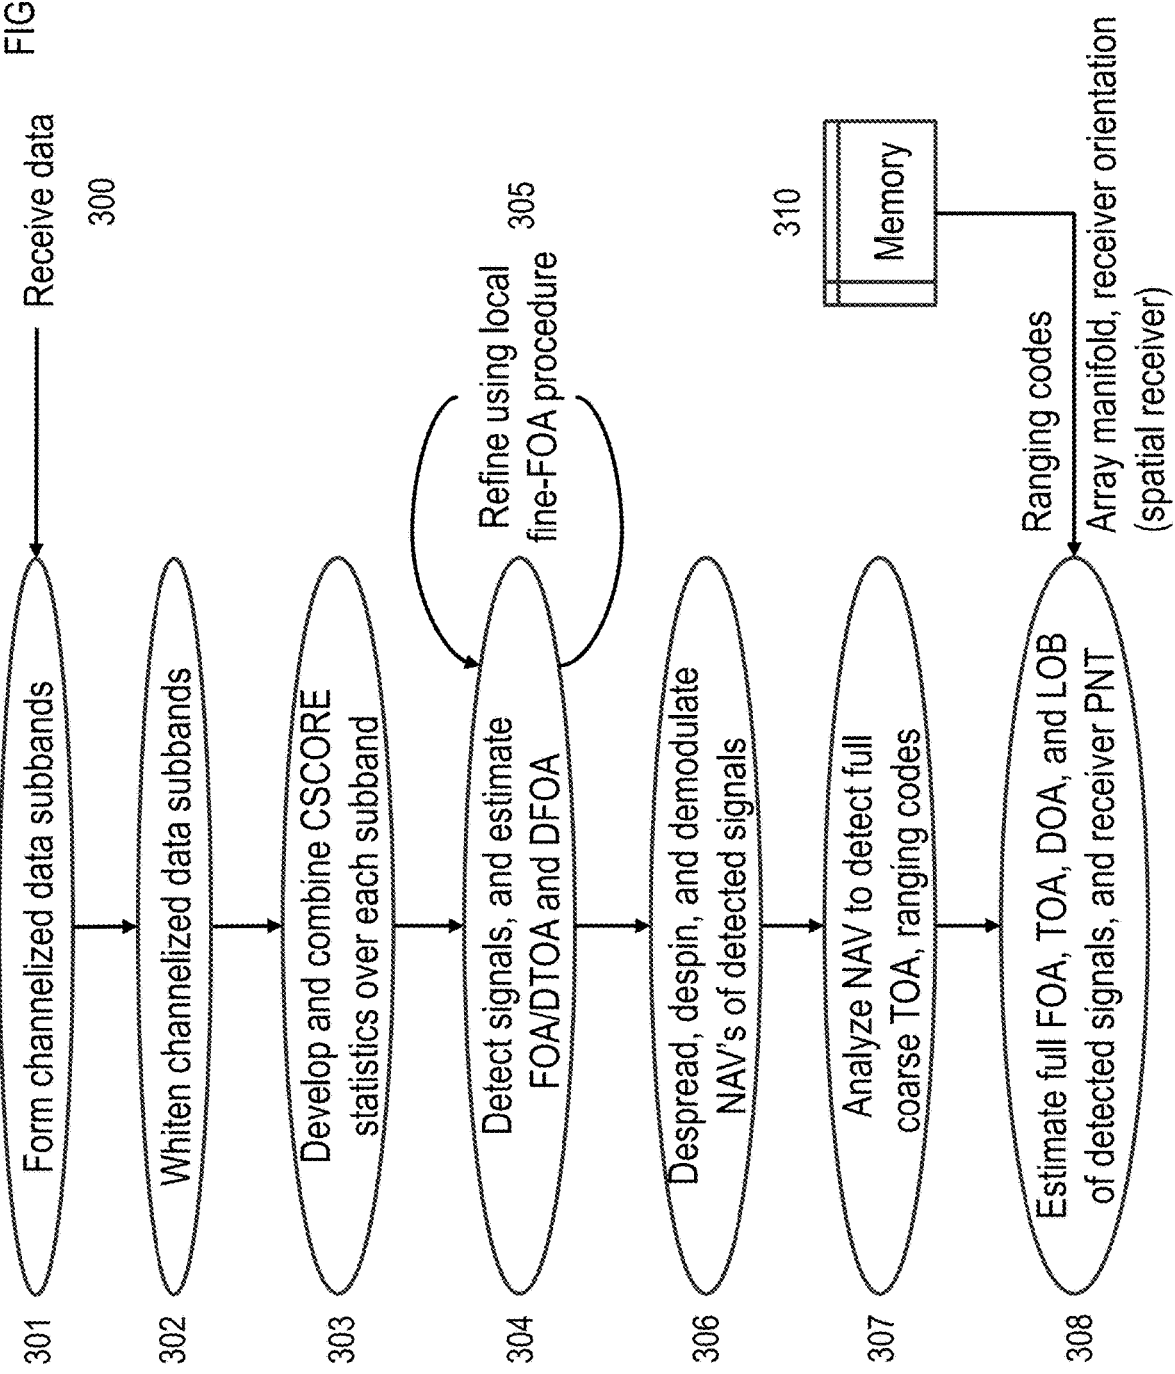 FIG
Receive data
300
301
Form channelized data subbands
302
Whiten channelized data subbands
303
Develop and combine CSCORE
statistics over each subband
304
Detect signals, and estimate
FOA/DTOA and DFOA
Refine using local
fine-FOA procedure
305
306
Despread, despin, and demodulate
NAV's of detected signals
307
Analyze NAV to detect full
coarse TOA, ranging codes
310
Memory
Ranging codes
Array manifold, receiver orientation
(spatial receiver)
308
Estimate full FOA, TOA, DOA, and LOB
of detected signals, and receiver PNT